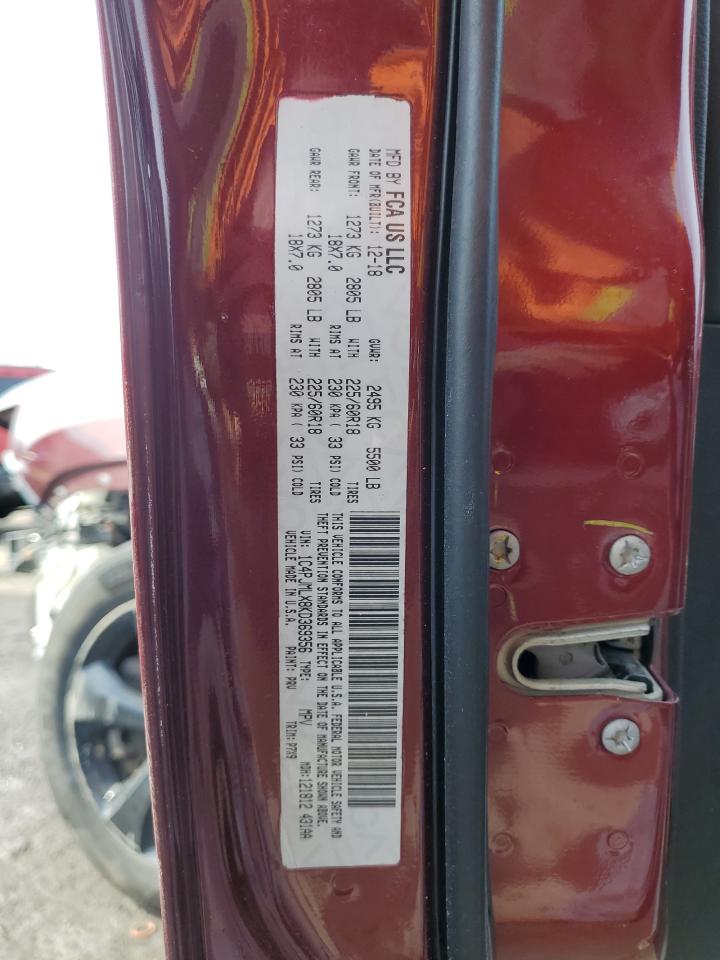 MFD BY FCA US LLC
DATE OF MFR(BUILT): 12-18 GVWR: 2495 KG 5500 LB
GAWR FRONT: 1273 KG 2805 LB WITH 225/60R18 TIRES
18X7.0 RIMS AT 230 KPA ( 33 PSI) COLD
GAWR REAR: 1273 KG 2805 LB WITH 225/60R18 TIRES
18X7.0 RIMS AT 230 KPA ( 33 PSI) COLD
THIS VEHICLE CONFORMS TO ALL APPLICABLE U.S.A. FEDERAL MOTOR VEHICLE SAFETY AND
THEFT PREVENTION STANDARDS IN EFFECT ON THE DATE OF MANUFACTURE SHOWN ABOVE.
VIN: 1C4PJMLX8KD369356 TYPE: MPV MDH:121812 431AA
VEHICLE MADE IN U.S.A. PAINT: PRV TRIM:P7X9